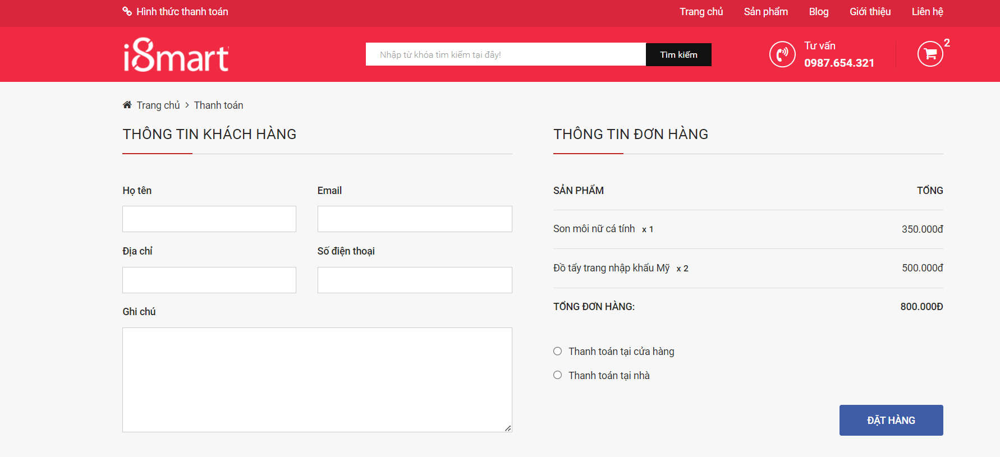 Hình thức thanh toán
Trang chủ Sản phẩm Blog Giới thiệu Liên hệ
i8mart
Nhập từ khóa tìm kiếm tại đây!
Tìm kiếm
Tư vấn
0987.654.321
2
Trang chủ > Thanh toán
THÔNG TIN KHÁCH HÀNG
Họ tên Email
Địa chỉ Số điện thoại
Ghi chú
THÔNG TIN ĐƠN HÀNG
SẢN PHẨM TỔNG
Son môi nữ cá tính x 1 350.000đ
Đồ tẩy trang nhập khẩu Mỹ x 2 500.000đ
TỔNG ĐƠN HÀNG: 800.000Đ
Thanh toán tại cửa hàng
Thanh toán tại nhà
ĐẶT HÀNG